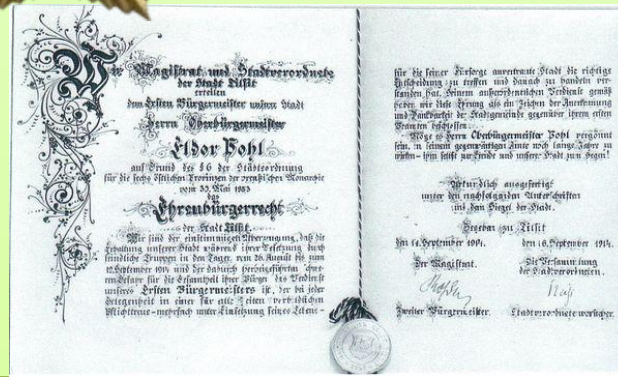 Wir Magistrat und Stadtverordnete
der Stadt Tilsit
erteilen
dem Ersten Bürgermeister unserer Stadt
Herrn Oberbürgermeister
Eldor Pohl
auf Grund des §6 der Städteordnung
für die sechs östlichen Provinzen der preußischen Monarchie
vom 30. Mai 1853
das
Ehrenbürgerrecht
der Stadt Tilsit.
Wir sind der einstimmigen Überzeugung, daß die
Erhaltung unserer Stadt während ihrer Besetzung durch
feindliche Truppen in den Tagen vom 26. August bis zum
12. September 1914 und der dadurch herbeigeführten
Gefahr für die Gesamtheit ihrer Bürger das Verdienst
unseres Ersten Bürgermeisters ist, der bei jeder
Gelegenheit in einer für alle Zeiten vorbildlichen
Pflichttreue - mehrfach unter Einsetzung seines Lebens -
für die seiner Fürsorge anvertraute Stadt die richtige
Entscheidung zu treffen und danach zu handeln ver-
standen hat. Seinem außerordentlichen Verdienst gemäß
haben wir diese Ehrung als ein Zeichen der Anerkennung
und Dankbarkeit der Stadtgemeinde gegenüber ihrem ersten
Beamten beschlossen.
Möge es Herrn Oberbürgermeister Pohl vergönnt
sein, in seinem gegenwärtigen Amte noch lange Jahre zu
wirken - ihm selbst zur Freude und unserer Stadt zum Segen!
Urkundlich ausgefertigt
unter den nachfolgenden Unterschriften
und dem Siegel der Stadt.
Gegeben zu Tilsit
den 14. September 1914. den 16. September 1914.
Der Magistrat. Die Versammlung
der Stadtverordneten.
Zweiter Bürgermeister. Stadtverordnetenvorsteher.